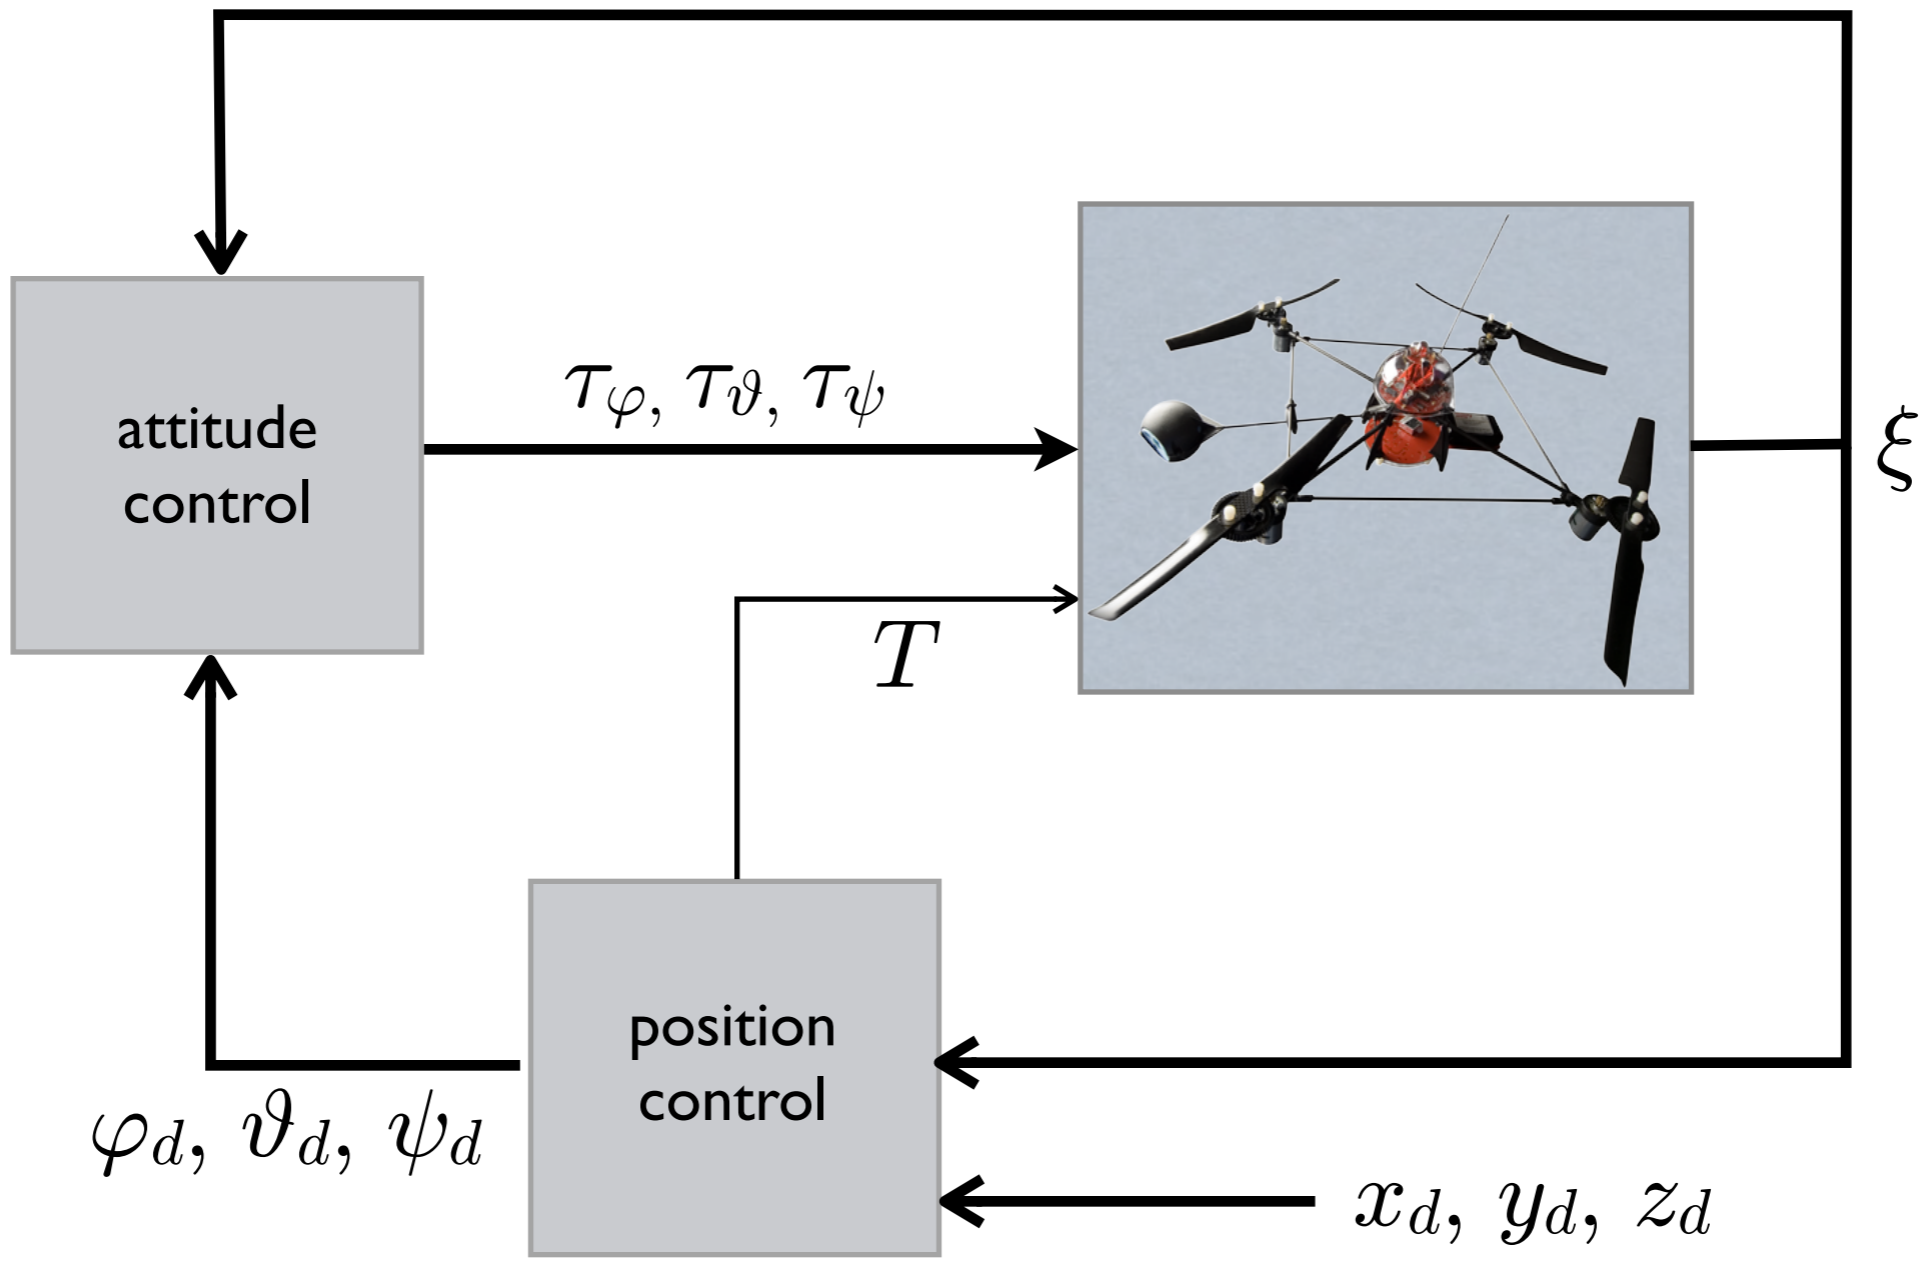 attitude
control
τφ, τϑ, τψ
ξ
T
position
control
φd, ϑd, ψd
xd, yd, zd